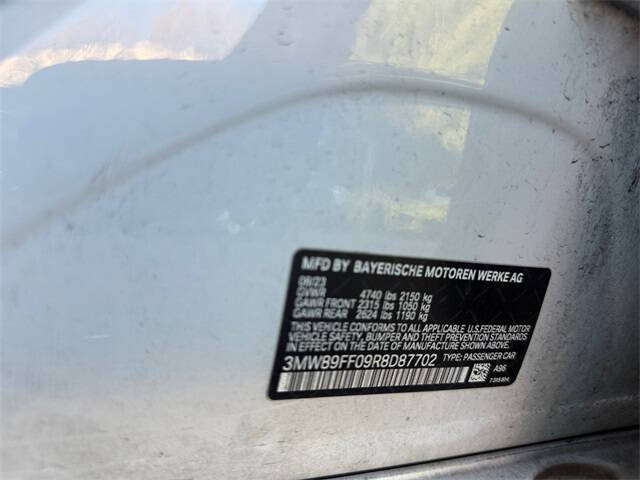 MFD BY BAYERISCHE MOTOREN WERKE AG
08/23
GVWR 4740 lbs 2150 kg
GAWR FRONT 2315 lbs 1050 kg
GAWR REAR 2624 lbs 1190 kg
THIS VEHICLE CONFORMS TO ALL APPLICABLE U.S.FEDERAL MOTOR
VEHICLE SAFETY, BUMPER, AND THEFT PREVENTION STANDARDS
IN EFFECT ON THE DATE OF MANUFACTURE SHOWN ABOVE.
3MW89FF09R8D87702 TYPE: PASSENGER CAR
A96